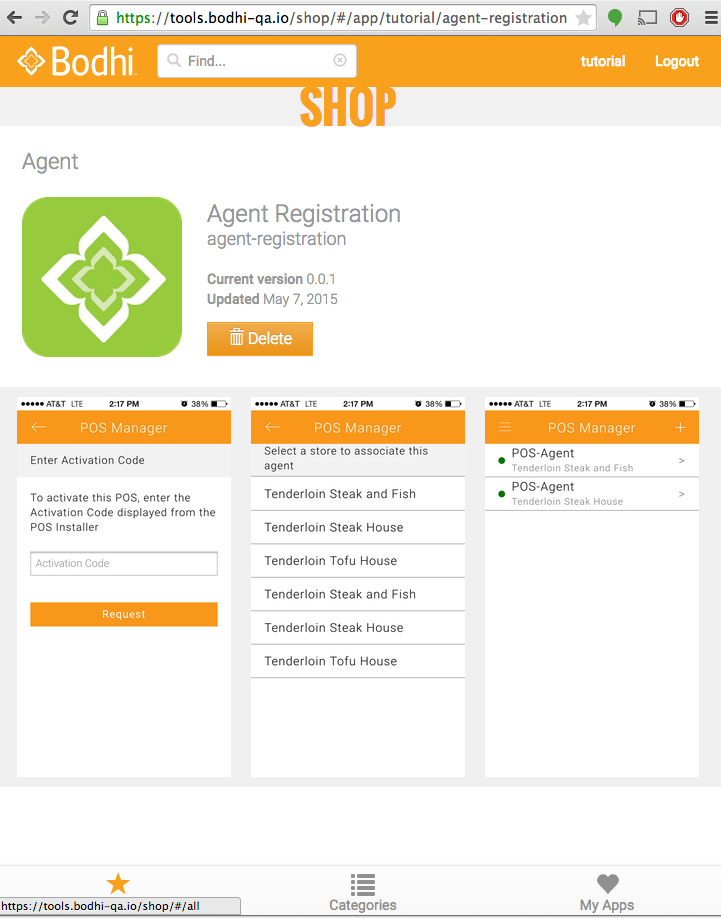 https://tools.bodhi-qa.io/shop/#/app/tutorial/agent-registration
Bodhi
Find...
tutorial
Logout
SHOP
Agent
Agent Registration
agent-registration
Current version 0.0.1
Updated May 7, 2015
Delete
AT&T LTE 2:17 PM 38%
POS Manager
Enter Activation Code
To activate this POS, enter the
Activation Code displayed from the
POS Installer
Activation Code
Request
AT&T LTE 2:17 PM 38%
POS Manager
Select a store to associate this
agent
Tenderloin Steak and Fish
Tenderloin Steak House
Tenderloin Tofu House
Tenderloin Steak and Fish
Tenderloin Steak House
Tenderloin Tofu House
AT&T LTE 2:17 PM 38%
POS Manager +
POS-Agent
Tenderloin Steak and Fish >
POS-Agent
Tenderloin Steak House >
https://tools.bodhi-qa.io/shop/#/all
Categories
My Apps